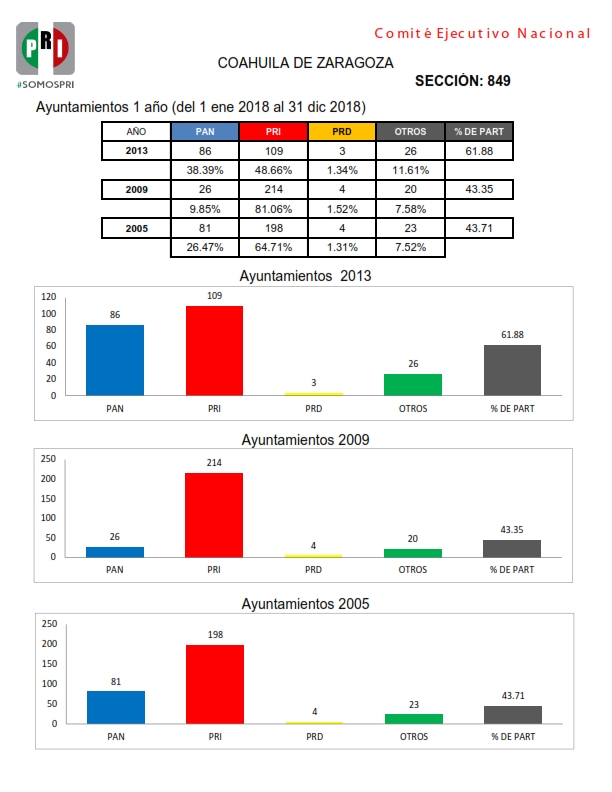 Comité Ejecutivo Nacional
PRI
#SOMOSPRI
COAHUILA DE ZARAGOZA
SECCIÓN: 849
Ayuntamientos 1 año (del 1 ene 2018 al 31 dic 2018)
AÑO PAN PRI PRD OTROS % DE PART
2013 86 109 3 26 61.88
38.39% 48.66% 1.34% 11.61%
2009 26 214 4 20 43.35
9.85% 81.06% 1.52% 7.58%
2005 81 198 4 23 43.71
26.47% 64.71% 1.31% 7.52%
Ayuntamientos 2013
120
100
80
60
40
20
0
86 109 3 26 61.88
PAN PRI PRD OTROS % DE PART
Ayuntamientos 2009
250
200
150
100
50
0
26 214 4 20 43.35
PAN PRI PRD OTROS % DE PART
Ayuntamientos 2005
250
200
150
100
50
0
81 198 4 23 43.71
PAN PRI PRD OTROS % DE PART